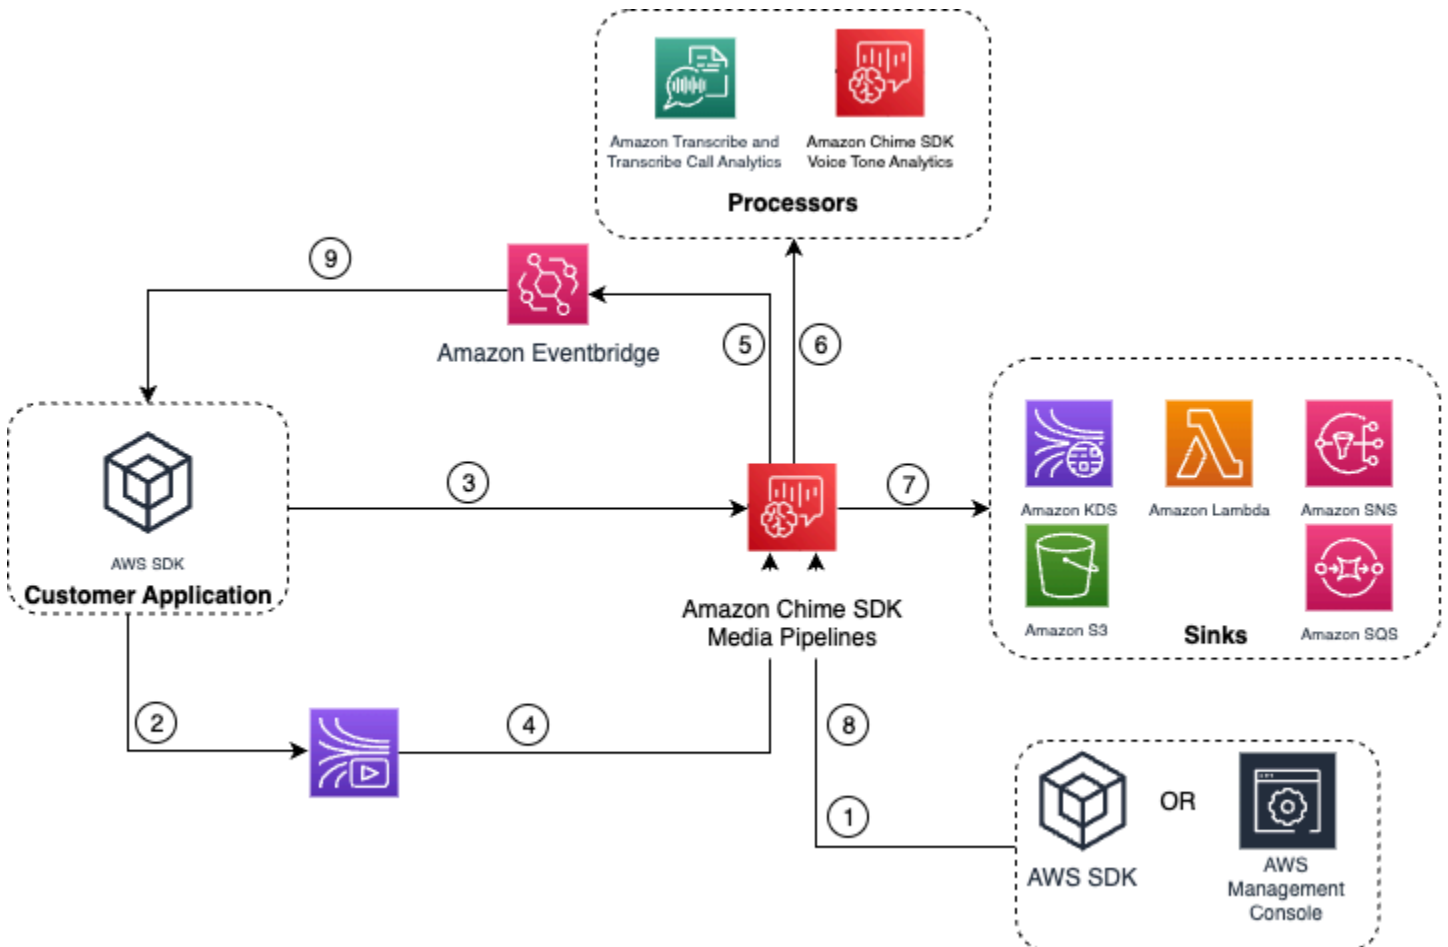 Amazon Transcribe and
Transcribe Call Analytics
Amazon Chime SDK
Voice Tone Analytics
Processors
9
Amazon Eventbridge
5
6
AWS SDK
Customer Application
3
7
Amazon KDS
Amazon Lambda
Amazon SNS
Amazon S3
Sinks
Amazon SQS
Amazon Chime SDK
Media Pipelines
2
4
8
1
AWS SDK
OR
AWS
Management
Console